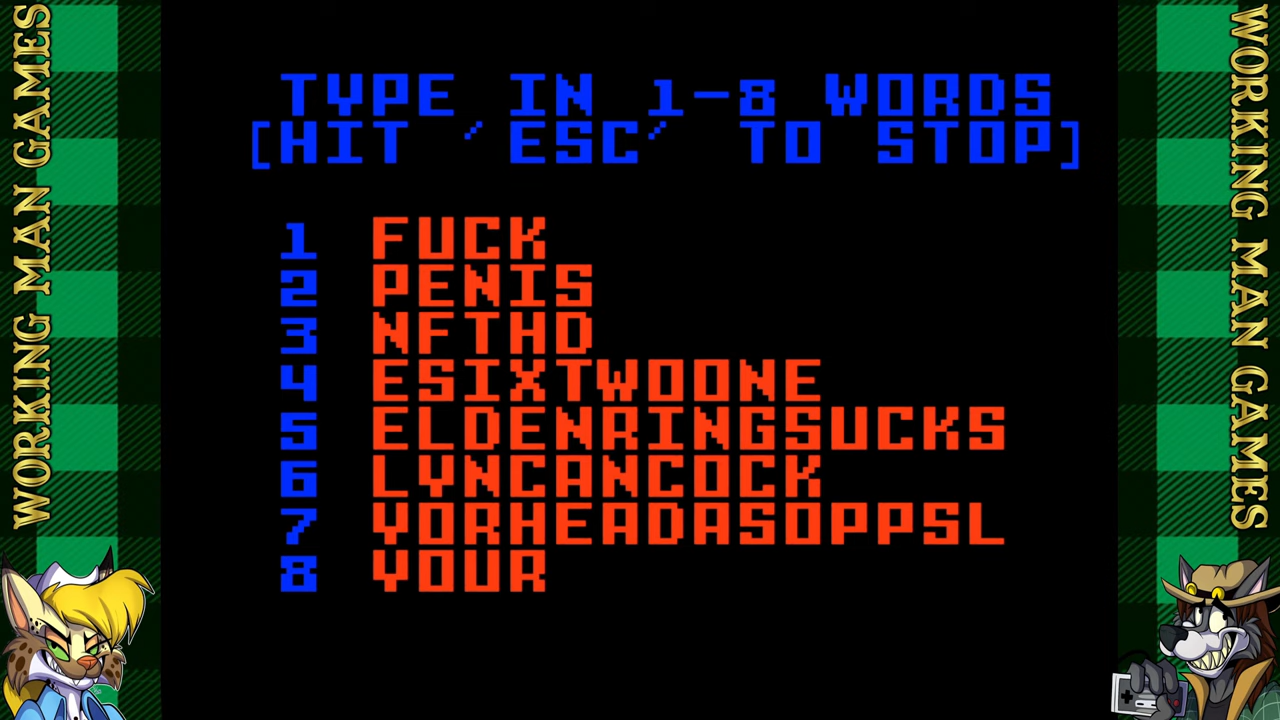 WORKING MAN GAMES
TYPE IN 1-8 WORDS
[HIT 'ESC' TO STOP]
1 FUCK
2 PENIS
3 NFTHD
4 ESIXTWOONE
5 ELDENRINGSUCKS
6 LYNCANCOCK
7 YORHEADASOPPSL
8 YOUR
WORKING MAN GAMES